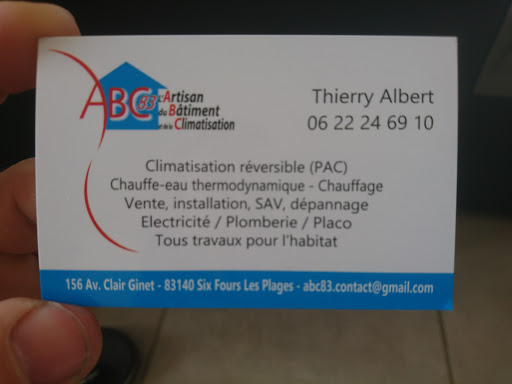 ABC83 L'Artisan
du Bâtiment
et de la Climatisation
Thierry Albert
06 22 24 69 10
Climatisation réversible (PAC)
Chauffe-eau thermodynamique - Chauffage
Vente, installation, SAV, dépannage
Electricité / Plomberie / Placo
Tous travaux pour l'habitat
156 Av. Clair Ginet - 83140 Six Fours Les Plages - abc83.contact@gmail.com